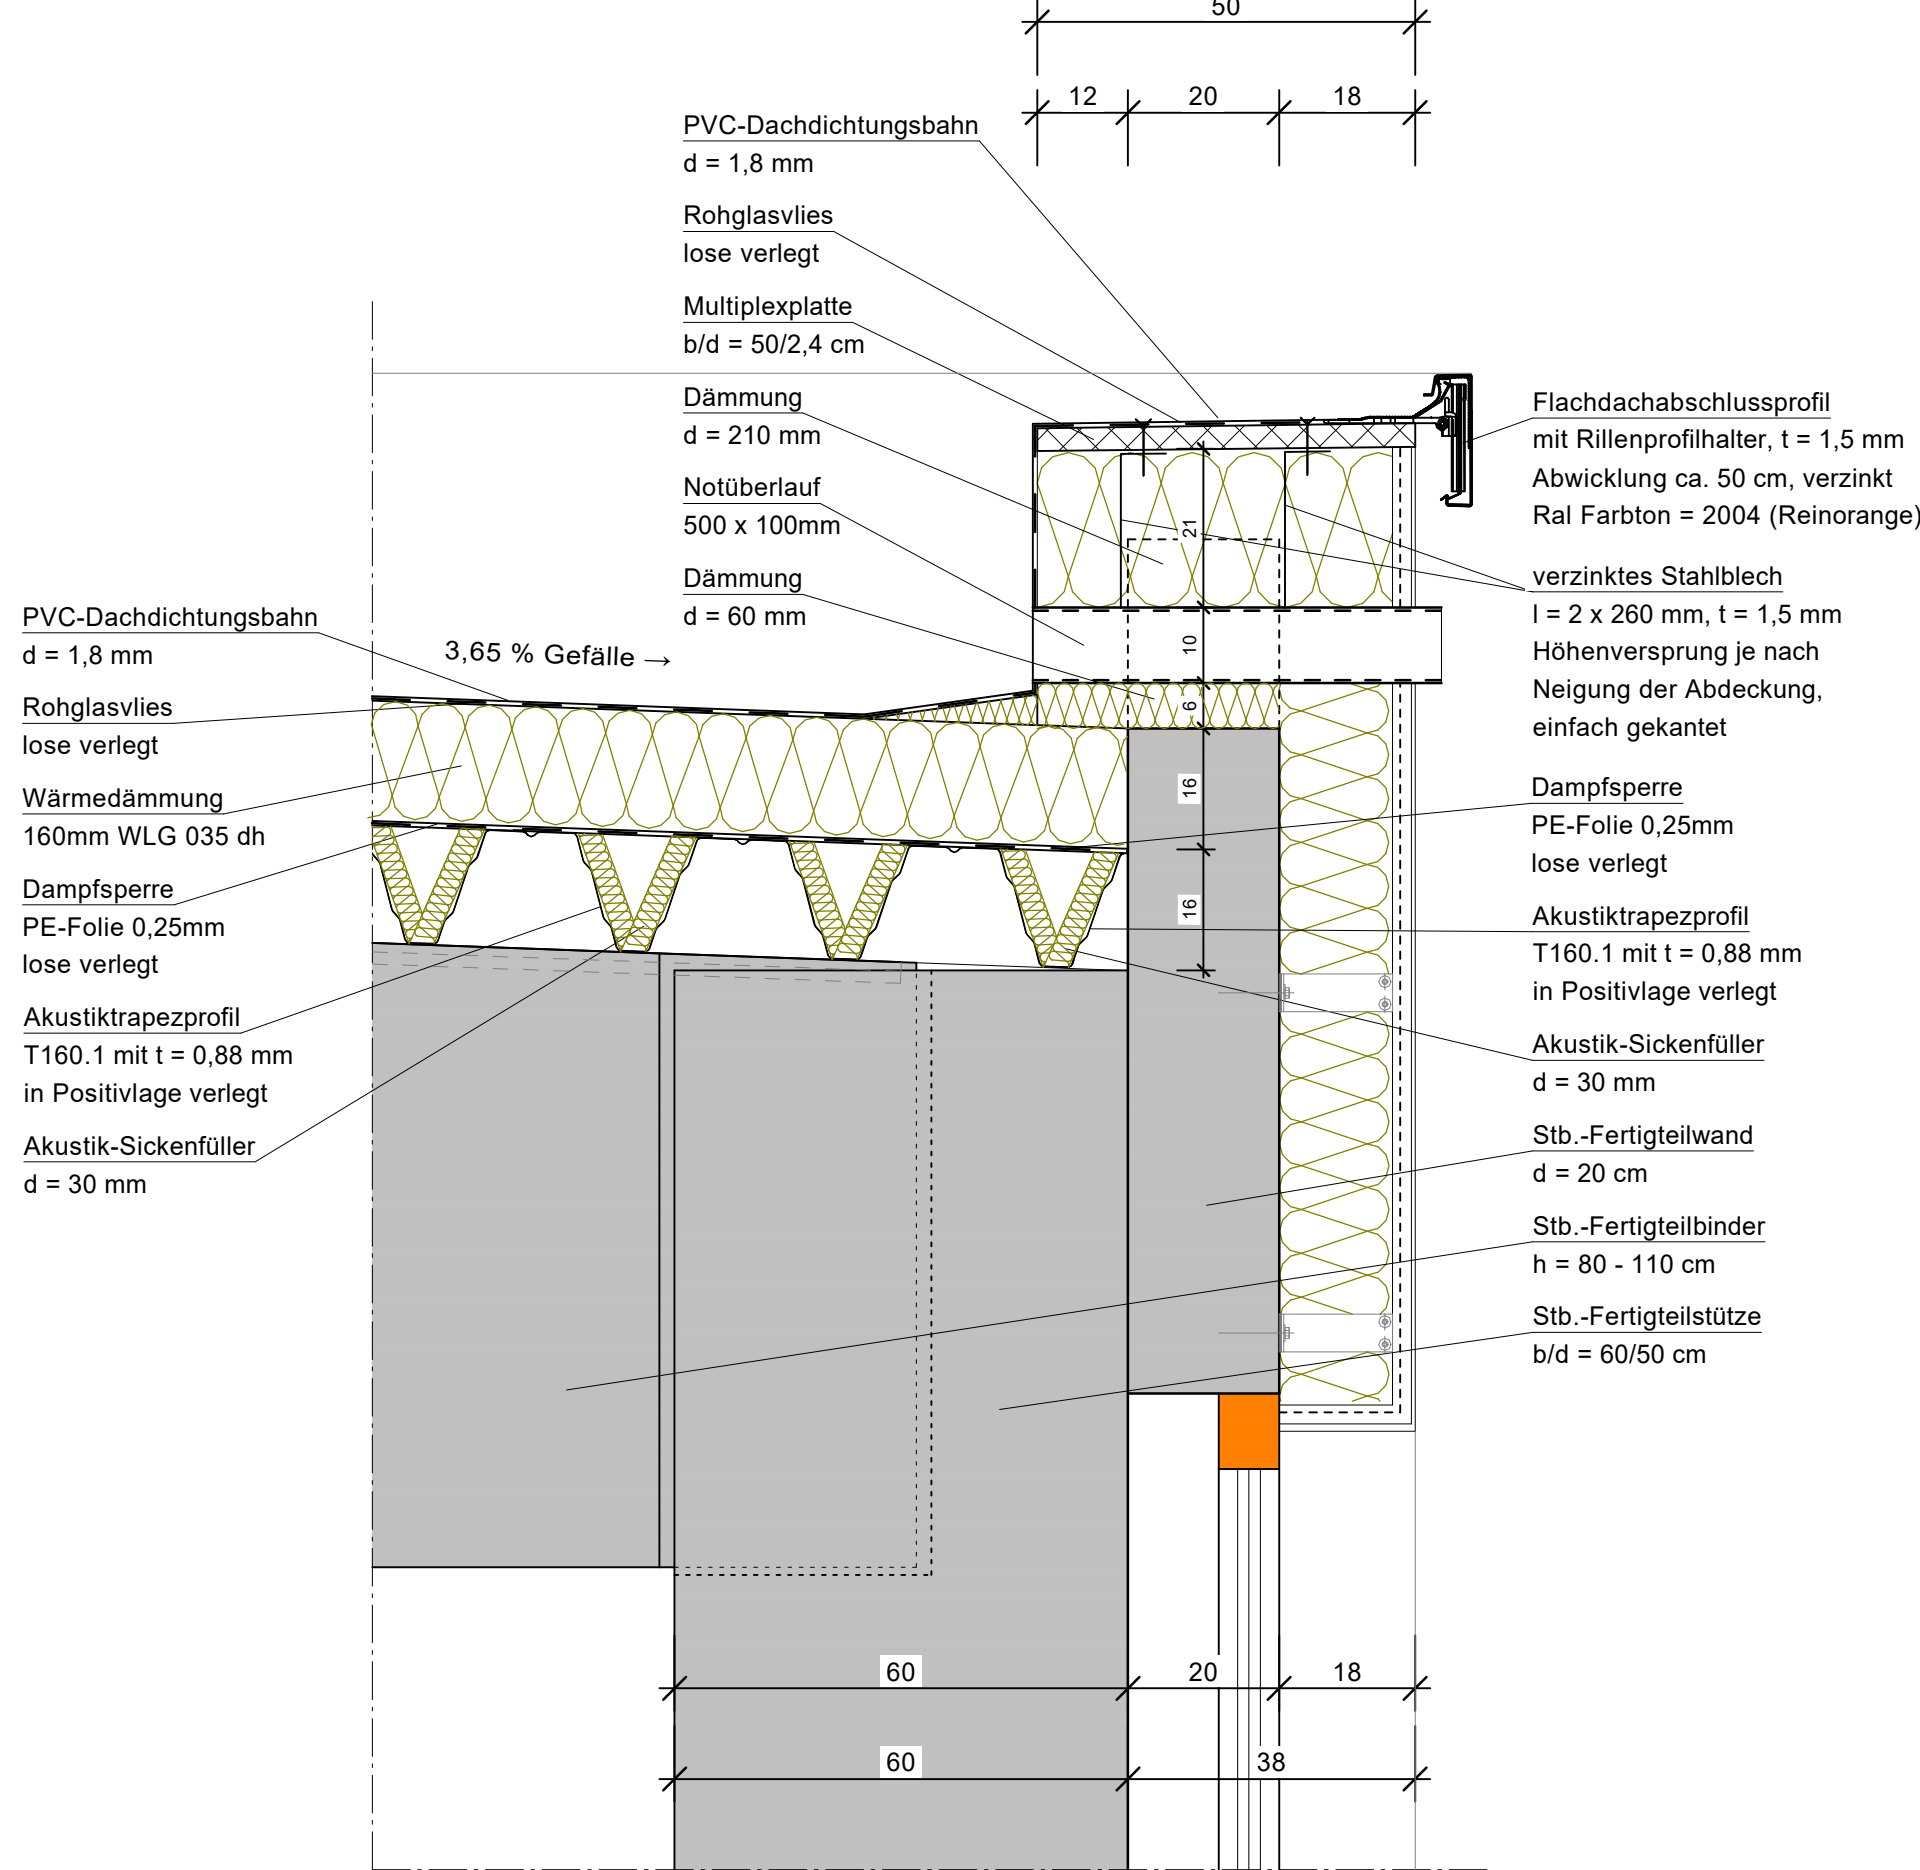 50
12 20 18
PVC-Dachdichtungsbahn
d = 1,8 mm
Rohglasvlies
lose verlegt
Multiplexplatte
b/d = 50/2,4 cm
Dämmung
d = 210 mm
Notüberlauf
500 x 100mm
Dämmung
d = 60 mm
3,65 % Gefälle →
PVC-Dachdichtungsbahn
d = 1,8 mm
Rohglasvlies
lose verlegt
Wärmedämmung
160mm WLG 035 dh
Dampfsperre
PE-Folie 0,25mm
lose verlegt
Akustiktrapezprofil
T160.1 mit t = 0,88 mm
in Positivlage verlegt
Akustik-Sickenfüller
d = 30 mm
21
10
6
16
16
Flachdachabschlussprofil
mit Rillenprofilhalter, t = 1,5 mm
Abwicklung ca. 50 cm, verzinkt
Ral Farbton = 2004 (Reinorange)
verzinktes Stahlblech
l = 2 x 260 mm, t = 1,5 mm
Höhenversprung je nach
Neigung der Abdeckung,
einfach gekantet
Dampfsperre
PE-Folie 0,25mm
lose verlegt
Akustiktrapezprofil
T160.1 mit t = 0,88 mm
in Positivlage verlegt
Akustik-Sickenfüller
d = 30 mm
Stb.-Fertigteilwand
d = 20 cm
Stb.-Fertigteilbinder
h = 80 - 110 cm
Stb.-Fertigteilstütze
b/d = 60/50 cm
60 20 18
60 38